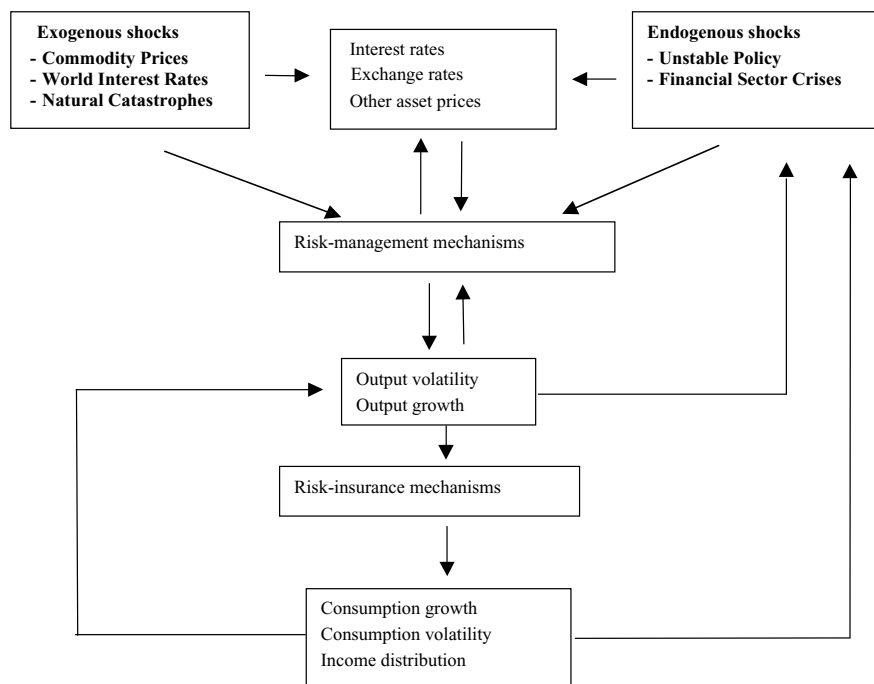 Exogenous shocks
- Commodity Prices
- World Interest Rates
- Natural Catastrophes
Interest rates
Exchange rates
Other asset prices
Endogenous shocks
- Unstable Policy
- Financial Sector Crises
Risk-management mechanisms
Output volatility
Output growth
Risk-insurance mechanisms
Consumption growth
Consumption volatility
Income distribution